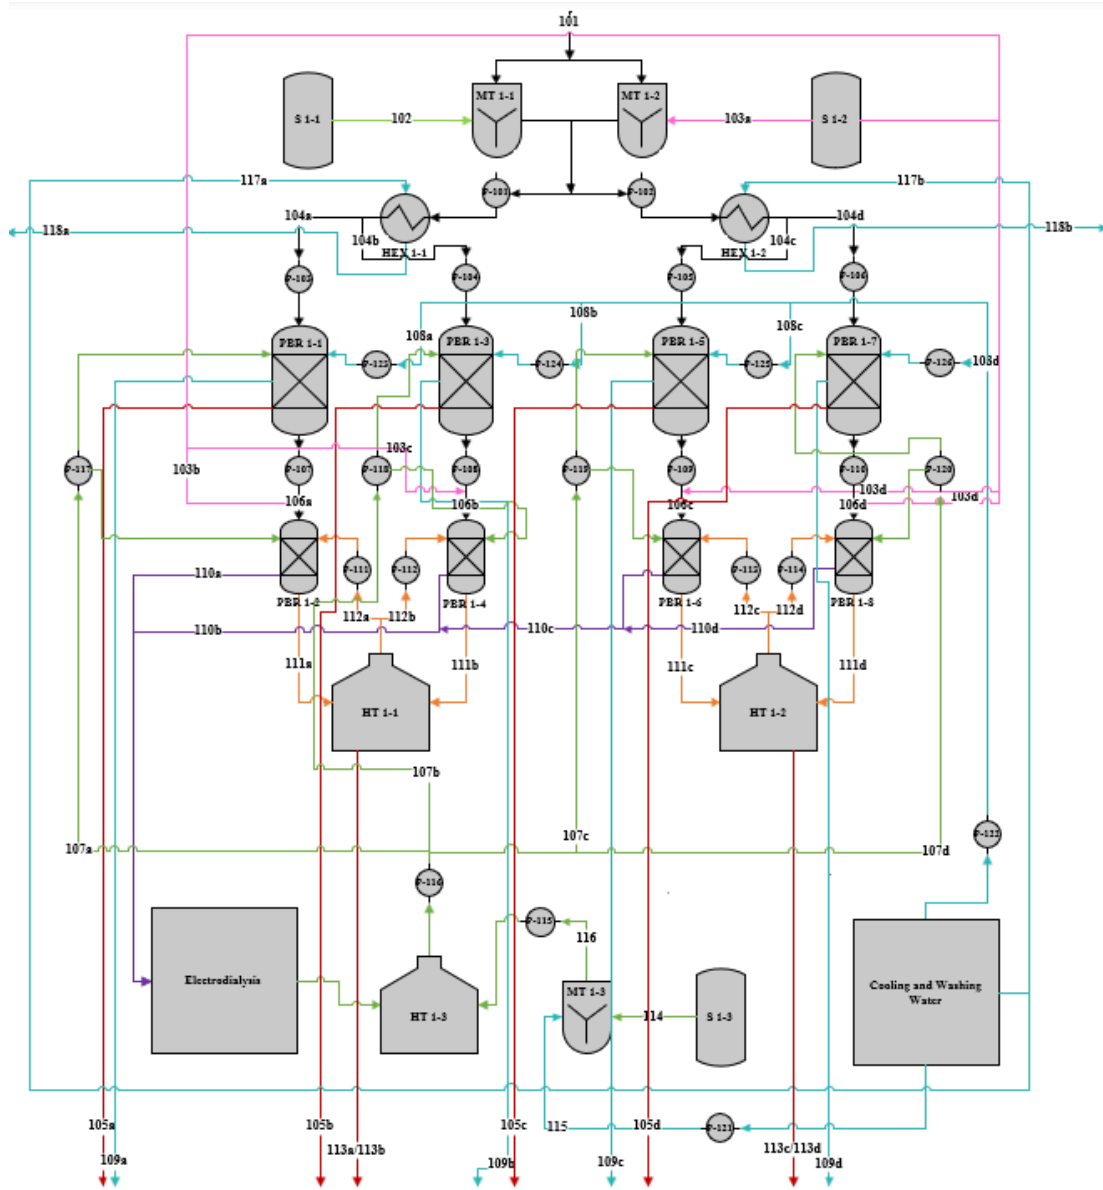 101
MT 1-1
MT 1-2
S 1-1
102
103a
S 1-2
117a
P-101
P-102
117b
104a
104d
118a
104b
104c
118b
HEX 1-1
HEX 1-2
P-103
P-104
P-105
P-106
108b
108c
108a
PBR 1-1
PBR 1-3
PBR 1-5
PBR 1-7
P-123
P-124
P-125
P-126
103d
103c
103b
P-117
P-107
P-118
P-108
P-119
P-109
P-110
P-120
103d
103d
106a
106b
106c
106d
110a
P-111
P-112
P-113
P-114
PBR 1-2
PBR 1-4
PBR 1-6
PBR 1-8
112a
112b
112c
112d
110b
110c
110d
111a
111b
111c
111d
HT 1-1
HT 1-2
107b
107a
107c
107d
P-122
P-116
P-115
116
Electrodialysis
HT 1-3
MT 1-3
114
S 1-3
Cooling and Washing
Water
105a
105b
105c
115
105d
P-121
109a
113a/113b
109b
109c
113c/113d
109d